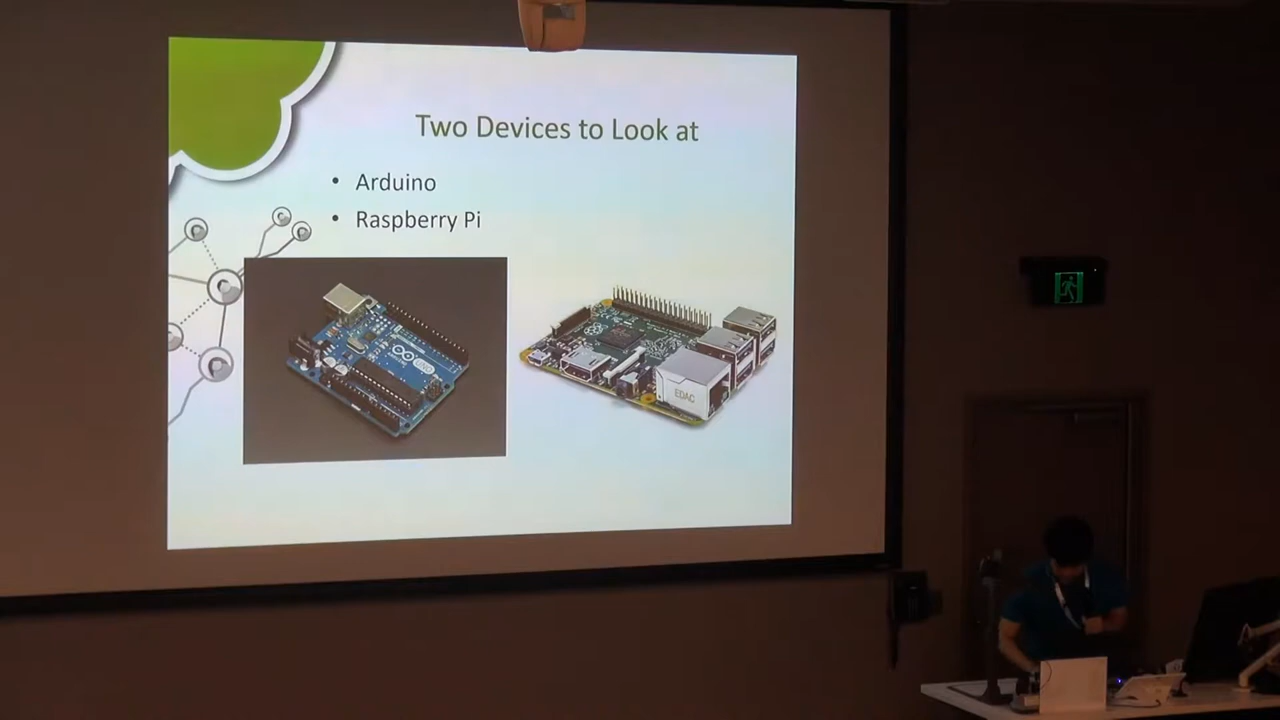 Two Devices to Look at
• Arduino
• Raspberry Pi
EDAC